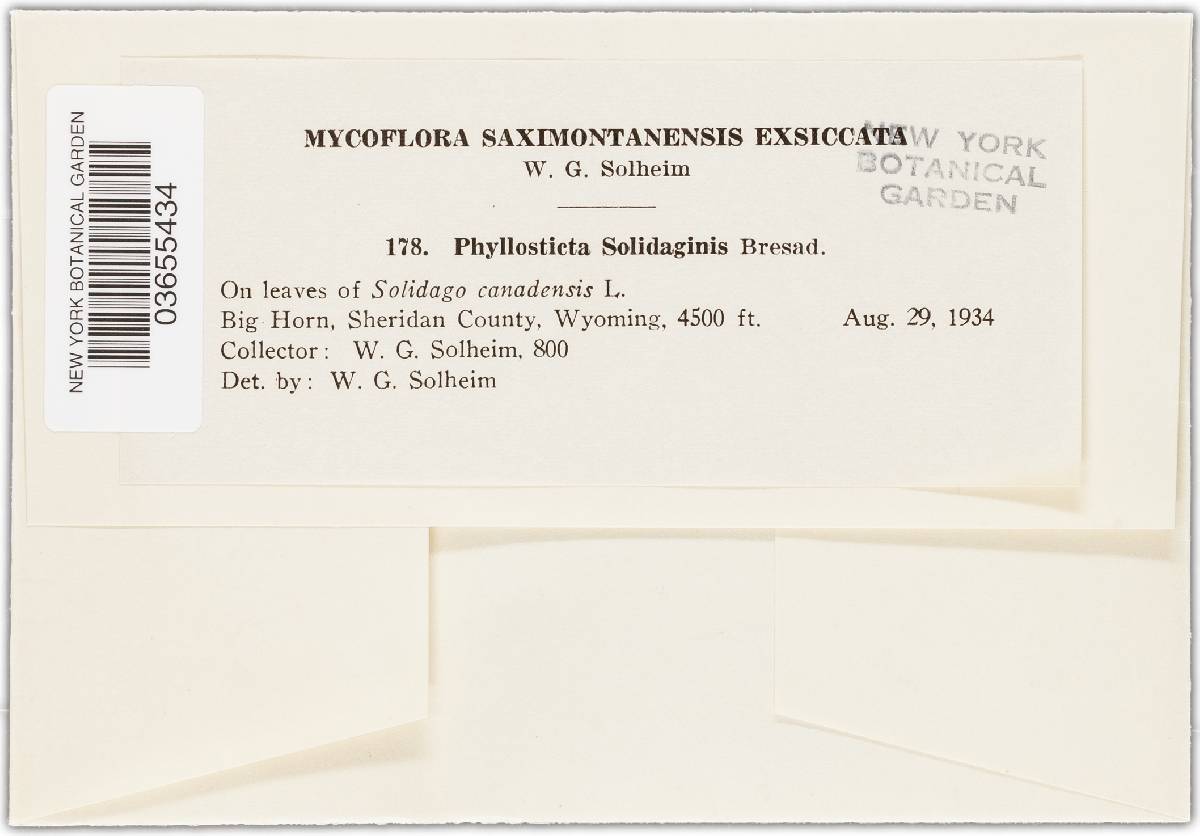 MYCOFLORA SAXIMONTANENSIS EXSICCATA
W. G. Solheim
NEW YORK
BOTANICAL
GARDEN
178. Phyllosticta Solidaginis Bresad.
On leaves of Solidago canadensis L.
Big Horn, Sheridan County, Wyoming, 4500 ft. Aug. 29, 1934
Collector: W. G. Solheim, 800
Det. by: W. G. Solheim
NEW YORK BOTANICAL GARDEN
03655434